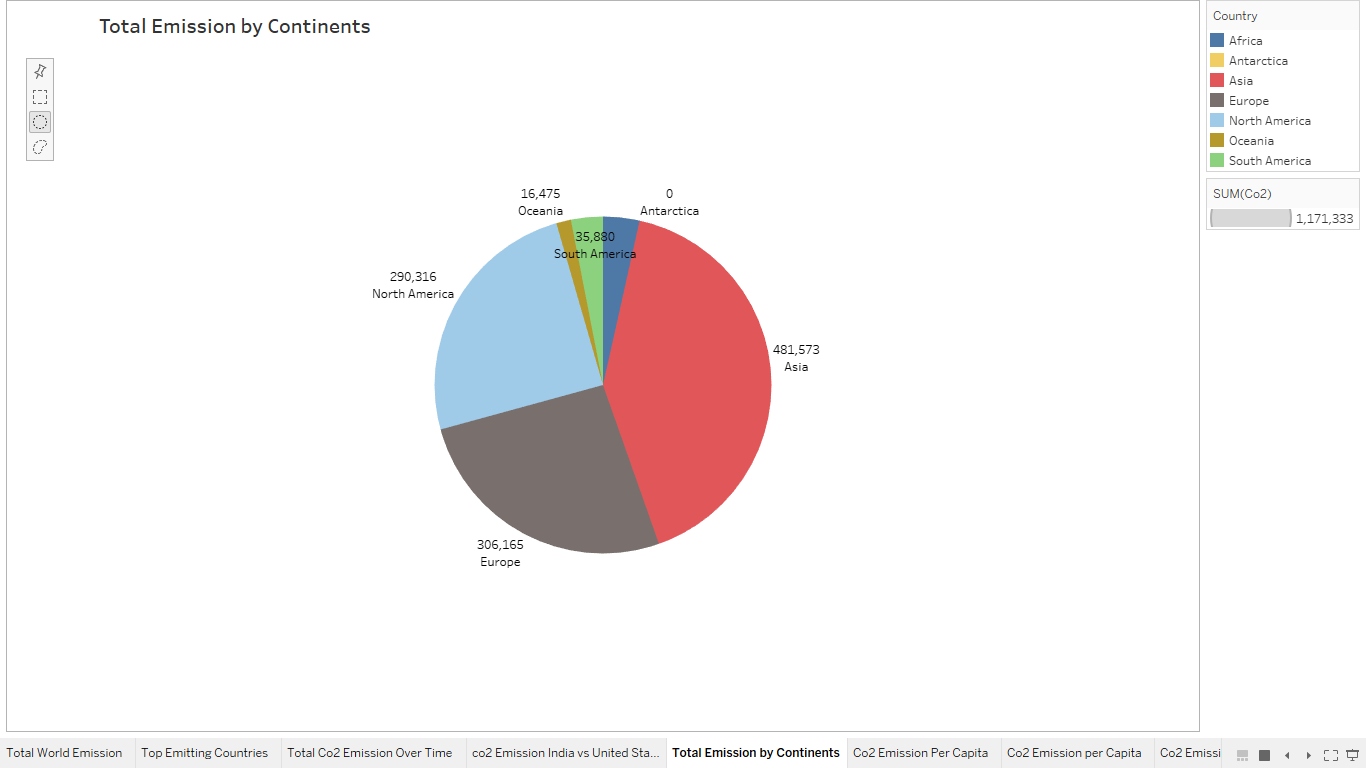 Total Emission by Continents
16,475
Oceania
0
Antarctica
35,880
South America
290,316
North America
481,573
Asia
306,165
Europe
Country
Africa
Antarctica
Asia
Europe
North America
Oceania
South America
SUM(Co2)
1,171,333
Total World Emission
Top Emitting Countries
Total Co2 Emission Over Time
co2 Emission India vs United Sta...
Total Emission by Continents
Co2 Emission Per Capita
Co2 Emission per Capita
Co2 Emissi